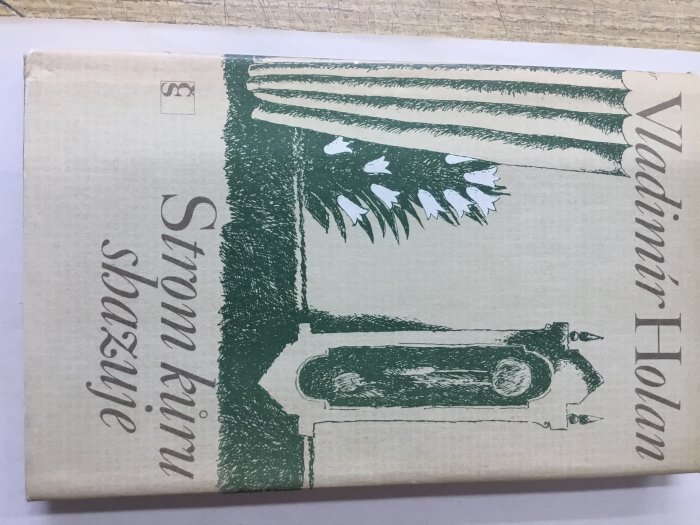 Vladimír Holan
Strom kůru
shazuje
čs